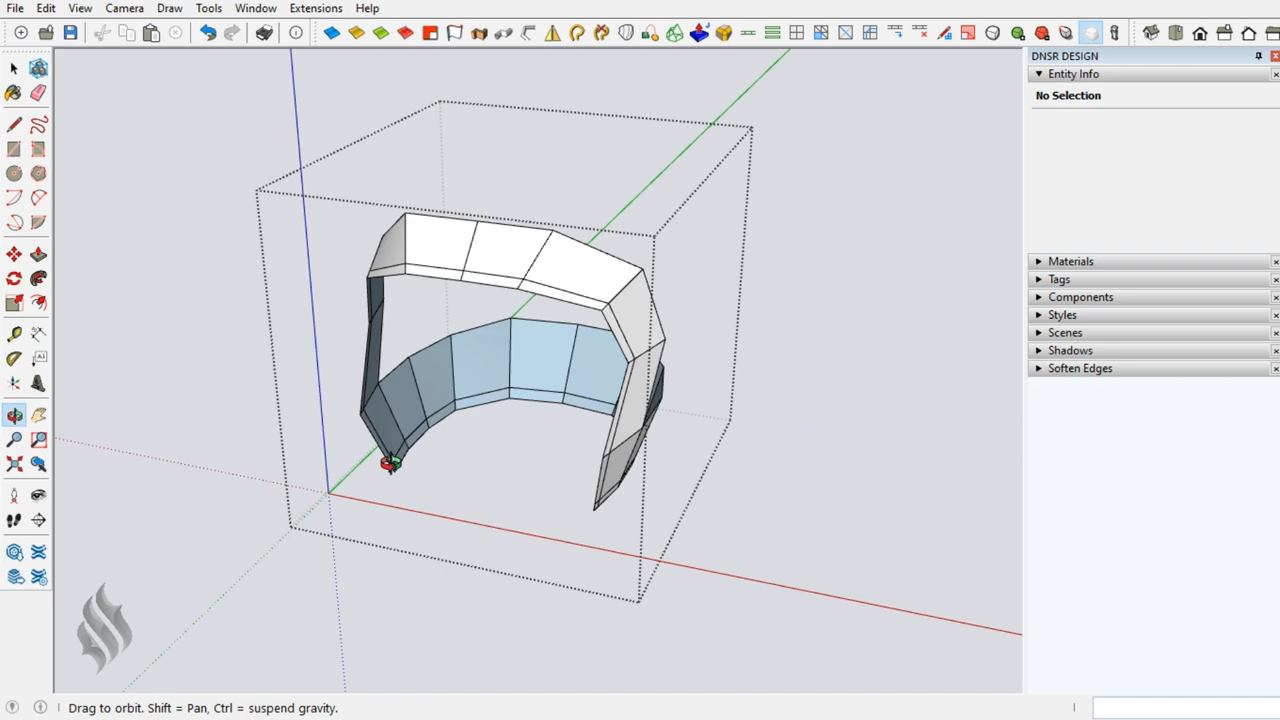 File Edit View Camera Draw Tools Window Extensions Help
DNSR DESIGN
Entity Info
No Selection
Materials
Tags
Components
Styles
Scenes
Shadows
Soften Edges
Drag to orbit. Shift = Pan, Ctrl = suspend gravity.